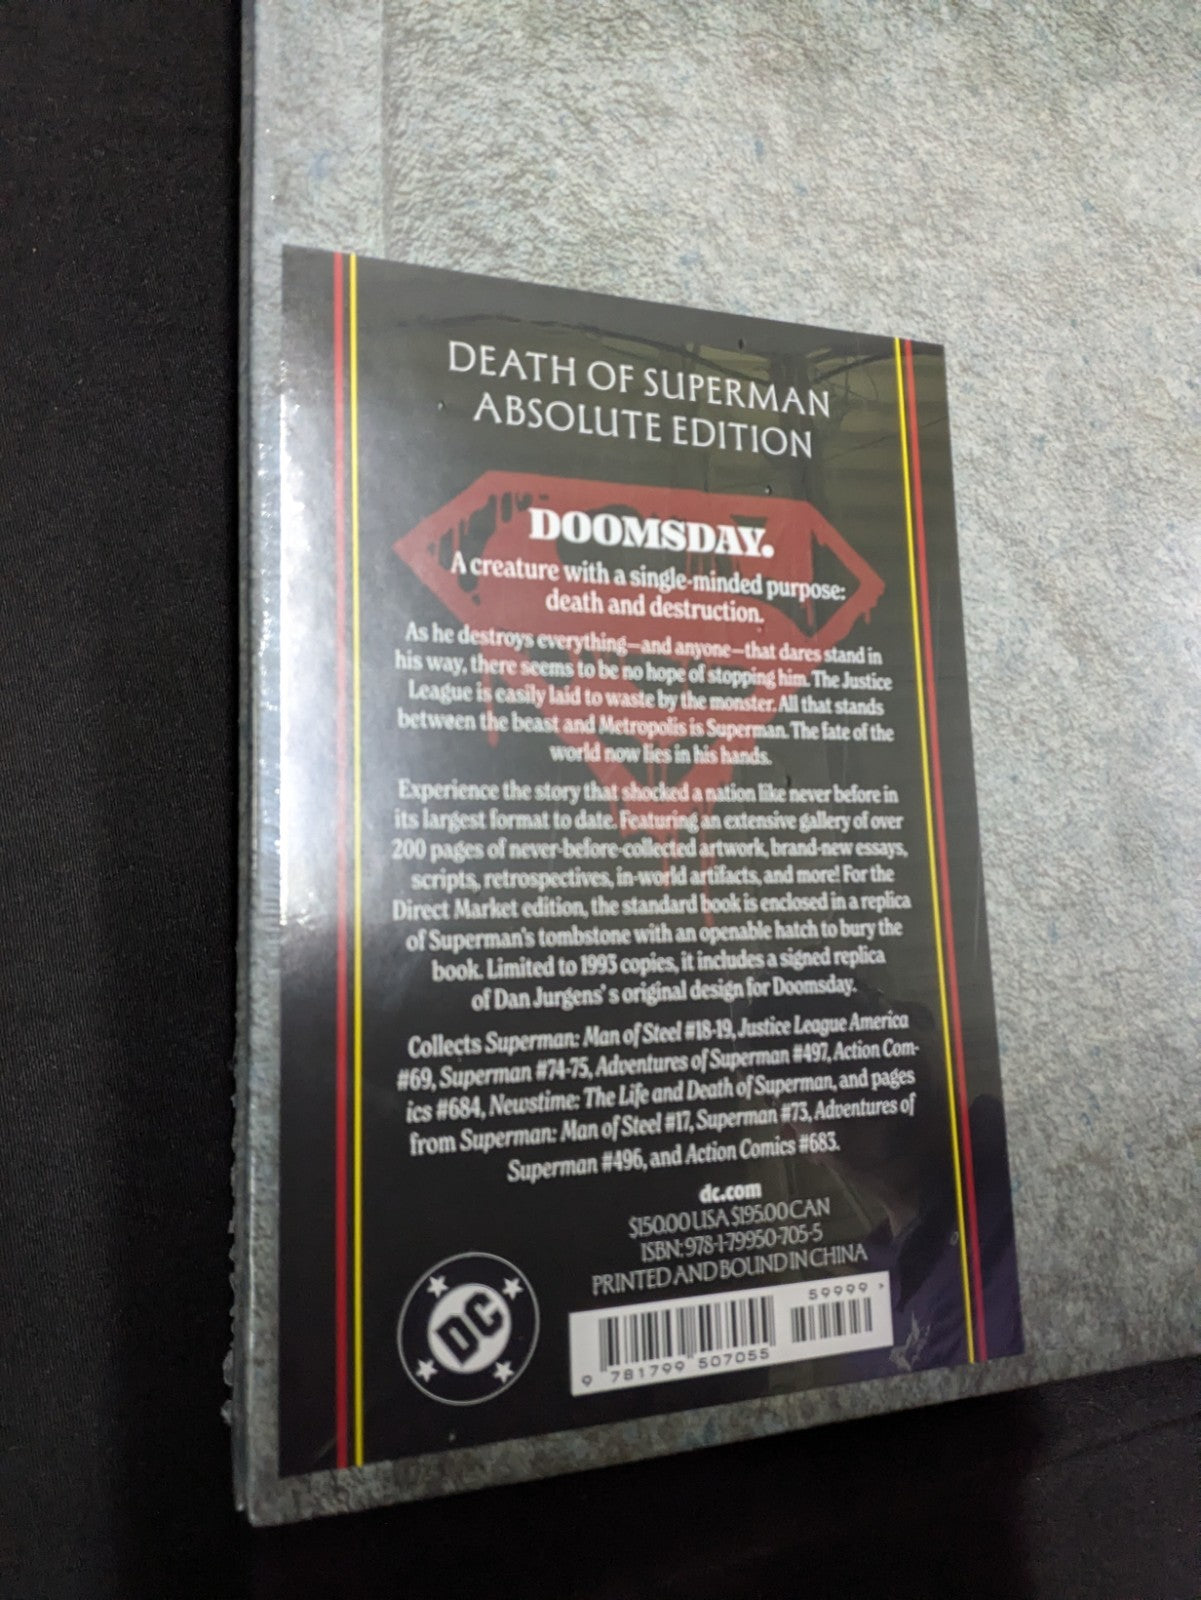 DEATH OF SUPERMAN
ABSOLUTE EDITION
DOOMSDAY.
A creature with a single-minded purpose:
death and destruction.
As he destroys everything—and anyone—that dares stand in
his way, there seems to be no hope of stopping him. The Justice
League is easily laid to waste by the monster. All that stands
between the beast and Metropolis is Superman. The fate of the
world now lies in his hands.
Experience the story that shocked a nation like never before in
its largest format to date. Featuring an extensive gallery of over
200 pages of never-before-collected artwork, brand-new essays,
scripts, retrospectives, in-world artifacts, and more! For the
Direct Market edition, the standard book is enclosed in a replica
of Superman's tombstone with an openable hatch to bury the
book. Limited to 1993 copies, it includes a signed replica
of Dan Jurgens' s original design for Doomsday.
Collects Superman: Man of Steel #18-19, Justice League America
#69, Superman #74-75, Adventures of Superman #497, Action Com-
ics #684, Newstime: The Life and Death of Superman, and pages
from Superman: Man of Steel #17, Superman #73, Adventures of
Superman #496, and Action Comics #683.
dc.com
$150.00 USA $195.00 CAN
ISBN: 978-1-79950-705-5
PRINTED AND BOUND IN CHINA
DC
59999 >
9 781799 507055